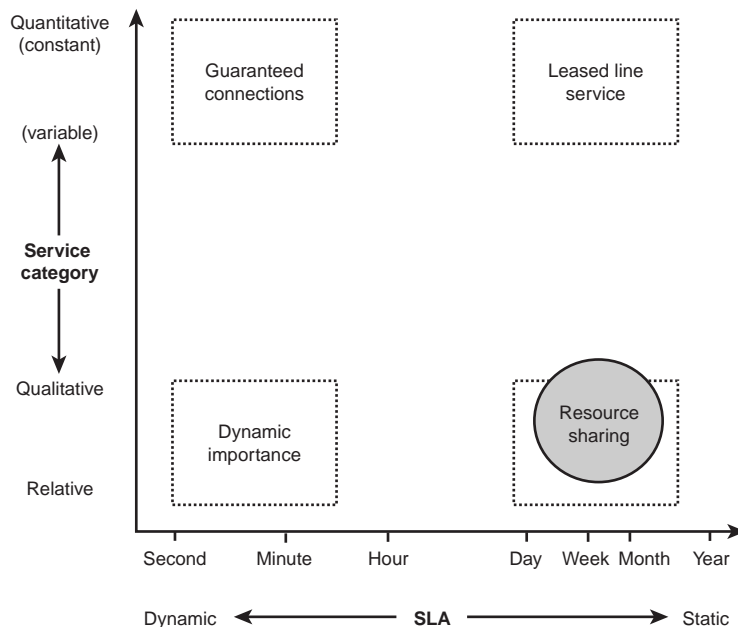 Quantitative
(constant)
Guaranteed
connections
Leased line
service
(variable)
Service
category
Qualitative
Dynamic
importance
Resource
sharing
Relative
Second Minute Hour Day Week Month Year
Dynamic SLA Static